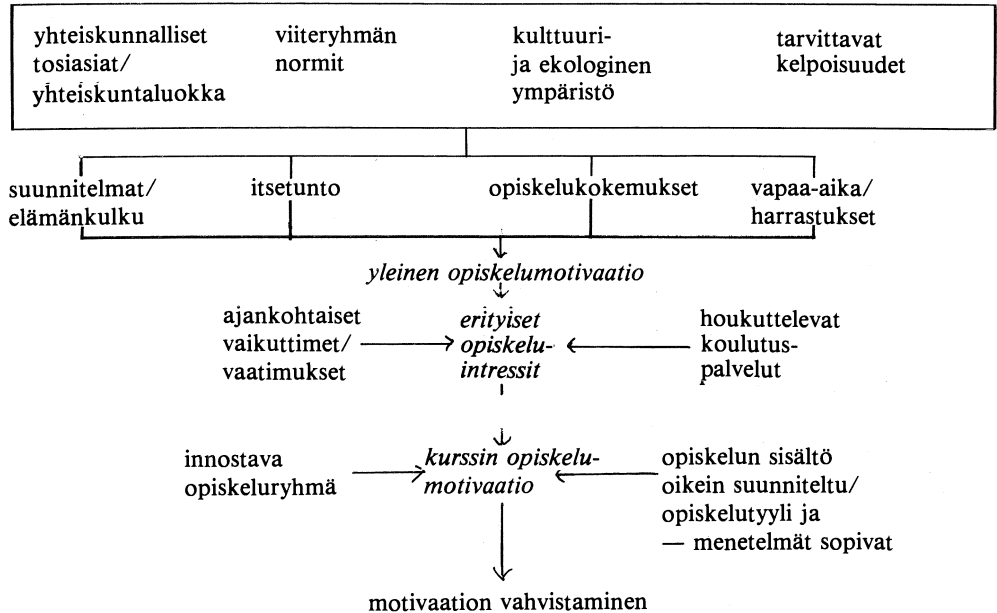 yhteiskunnalliset
tosiasiat/
yhteiskuntaluokka
viiteryhmän
normit
kulttuuri-
ja ekologinen
ympäristö
tarvittavat
kelpoisuudet
suunnitelmat/
elämänkulku
itsetunto
opiskelukokemukset
vapaa-aika/
harrastukset
yleinen opiskelumotivaatio
ajankohtaiset
vaikuttimet/
vaatimukset
erityiset
opiskelu-
intressit
houkuttelevat
koulutus-
palvelut
innostava
opiskeluryhmä
kurssin opiskelu-
motivaatio
opiskelun sisältö
oikein suunniteltu/
opiskelutyyli ja
— menetelmät sopivat
motivaation vahvistaminen